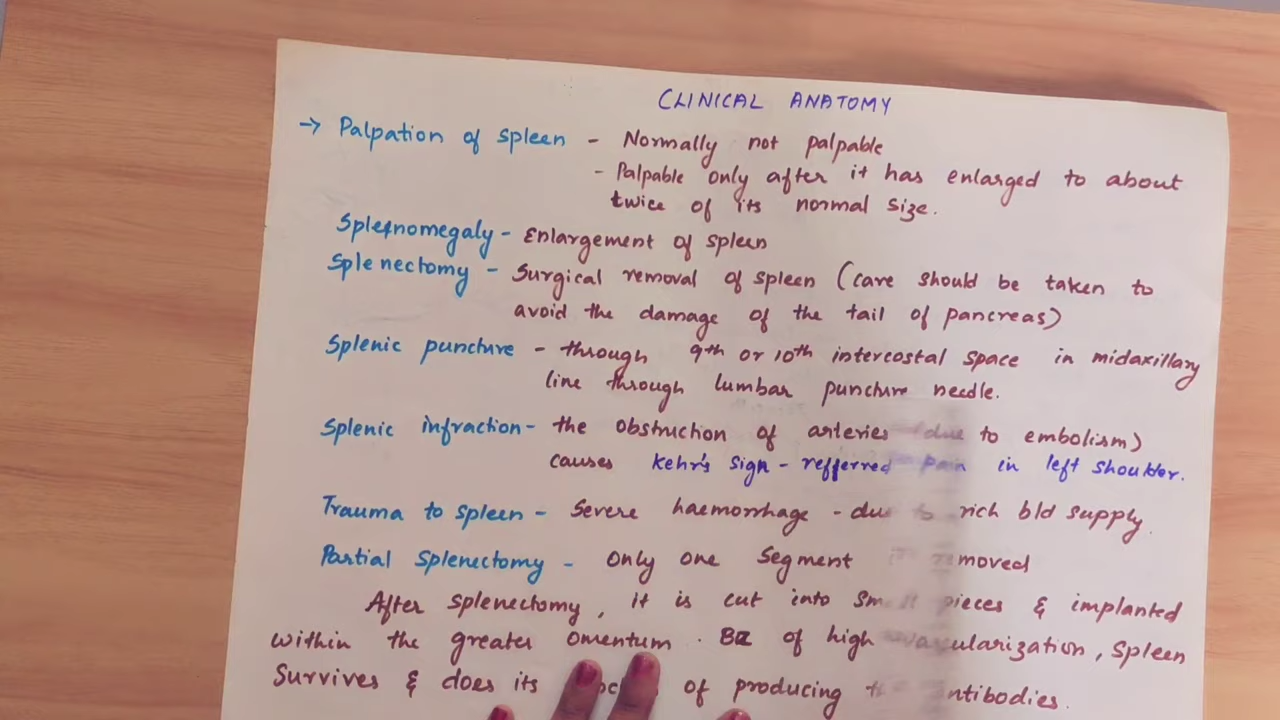 CLINICAL ANATOMY
→ Palpation of spleen - Normally not palpable
- Palpable only after it has enlarged to about
twice of its normal size.
Splenomegaly - Enlargement of spleen
Splenectomy - Surgical removal of spleen (care should be taken to
avoid the damage of the tail of pancreas)
Splenic puncture - through 9th or 10th intercostal space in midaxillary
line through lumbar puncture needle.
Splenic infraction - the obstruction of arteries (due to embolism)
causes Kehr's sign - refferred pain in left shoulder.
Trauma to spleen - Severe haemorrhage - due to rich bld supply.
Partial Splenectomy - Only one segment removed
After splenectomy, it is cut into small pieces & implanted
within the greater omentum. of high vascularization, Spleen
Survives & does its of producing antibodies.